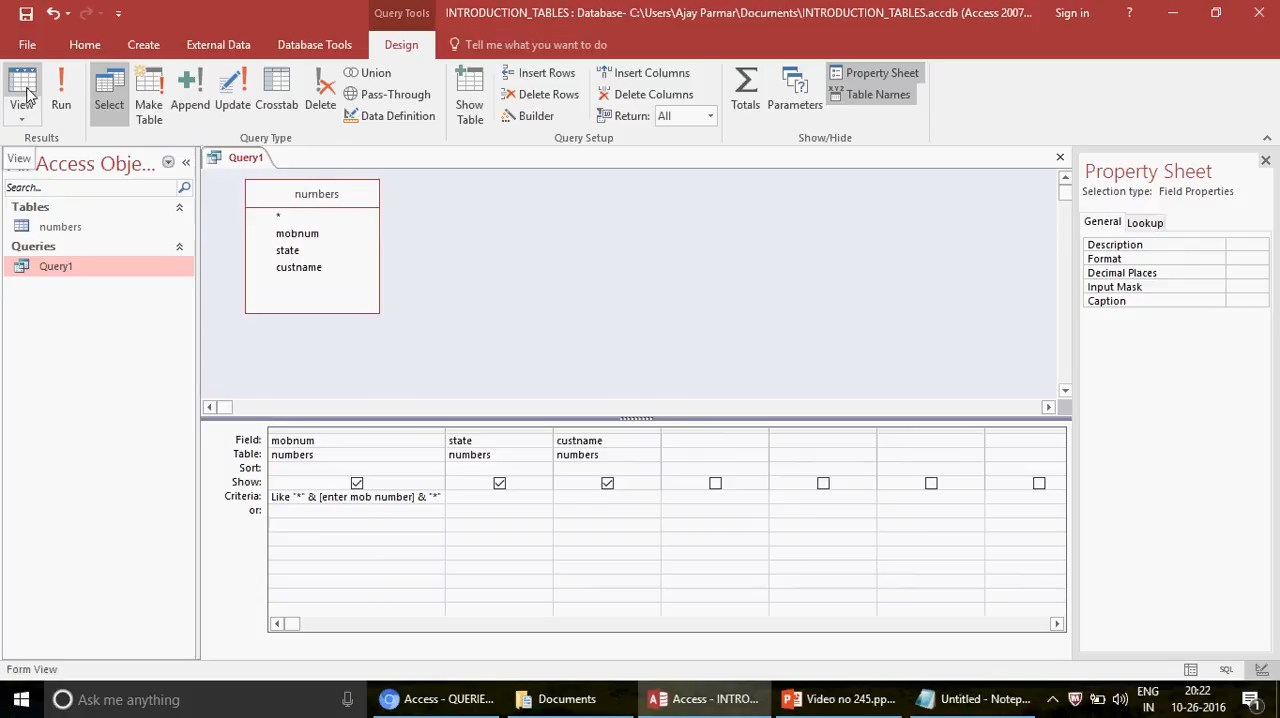 Query Tools
INTRODUCTION_TABLES : Database- C:\Users\Ajay Parmar\Documents\INTRODUCTION_TABLES.accdb (Access 2007...
Sign in
?
File
Home
Create
External Data
Database Tools
Design
Tell me what you want to do
View
Run
Select
Make Table
Append
Update
Crosstab
Delete
Union
Pass-Through
Data Definition
Show Table
Insert Rows
Delete Rows
Builder
Insert Columns
Delete Columns
Return: All
Totals
Parameters
Property Sheet
Table Names
Results
Query Type
Query Setup
Show/Hide
View
Access Obje...
Search...
Tables
numbers
Queries
Query1
Query1
numbers
*
mobnum
state
custname
Property Sheet
Selection type: Field Properties
General
Lookup
Description
Format
Decimal Places
Input Mask
Caption
Field: mobnum state custname
Table: numbers numbers numbers
Sort:
Show:
Criteria: Like "*" & [enter mob number] & "*"
or:
Form View
SQL
Ask me anything
Access - QUERIE...
Documents
Access - INTRO...
Video no 245.pp...
Untitled - Notep...
ENG
IN
20:22
10-06-2016